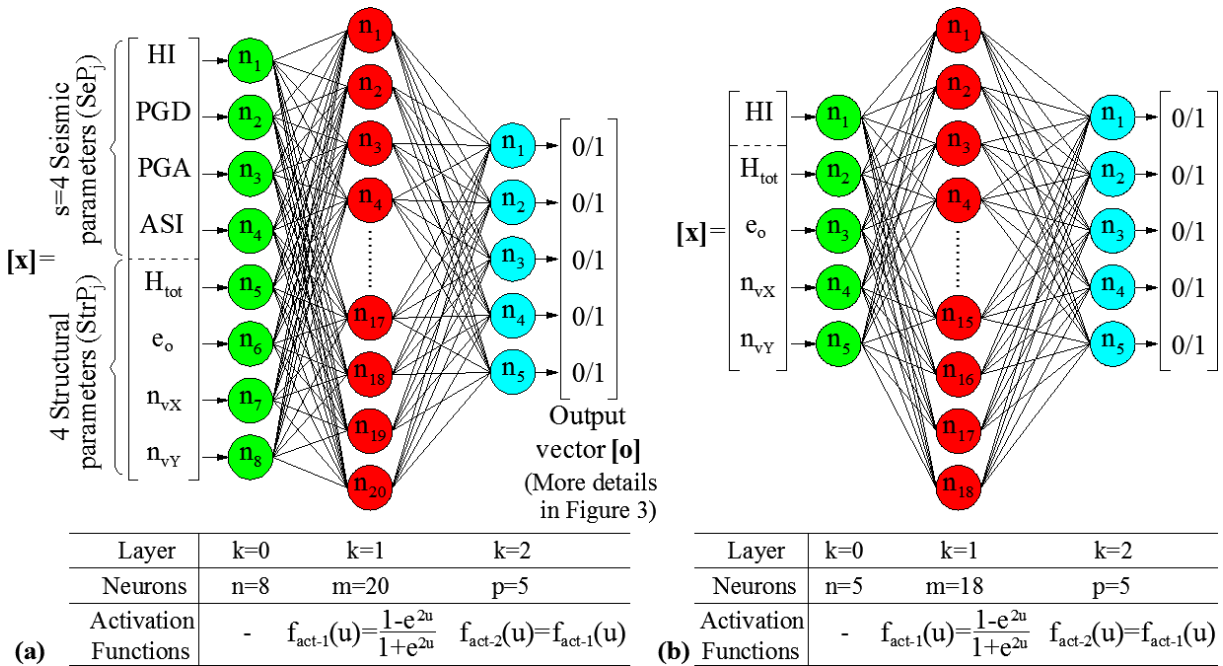 s=4 Seismic
parameters (SeP_j)
4 Structural
parameters (StrP_j)
[x]=
HI
PGD
PGA
ASI
H_tot
e_o
n_vX
n_vY
n_1
n_2
n_3
n_4
n_5
n_6
n_7
n_8
n_1
n_2
n_3
n_4
n_17
n_18
n_19
n_20
n_1
n_2
n_3
n_4
n_5
0/1
0/1
0/1
0/1
0/1
Output
vector [o]
(More details
in Figure 3)
Layer k=0 k=1 k=2
Neurons n=8 m=20 p=5
Activation
Functions - f_act-1(u)=1-e^2u/1+e^2u f_act-2(u)=f_act-1(u)
(a)
[x]=
HI
H_tot
e_o
n_vX
n_vY
n_1
n_2
n_3
n_4
n_5
n_1
n_2
n_3
n_4
n_15
n_16
n_17
n_18
n_1
n_2
n_3
n_4
n_5
0/1
0/1
0/1
0/1
0/1
Layer k=0 k=1 k=2
Neurons n=5 m=18 p=5
Activation
Functions - f_act-1(u)=1-e^2u/1+e^2u f_act-2(u)=f_act-1(u)
(b)